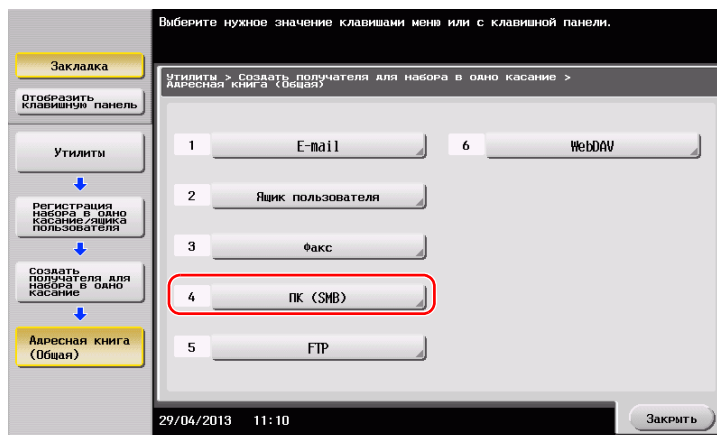 Выберите нужное значение клавишами меню или с клавишной панели.
Закладка
Отобразить
клавишную панель
Утилиты > Создать получателя для набора в одно касание >
Адресная книга (Общая)
Утилиты
Регистрация
набора в одно
касание/ящика
пользователя
Создать
получателя для
набора в одно
касание
Адресная книга
(Общая)
1 E-mail
6 WebDAV
2 Ящик пользователя
3 Факс
4 ПК (SMB)
5 FTP
29/04/2013 11:10
Закрыть